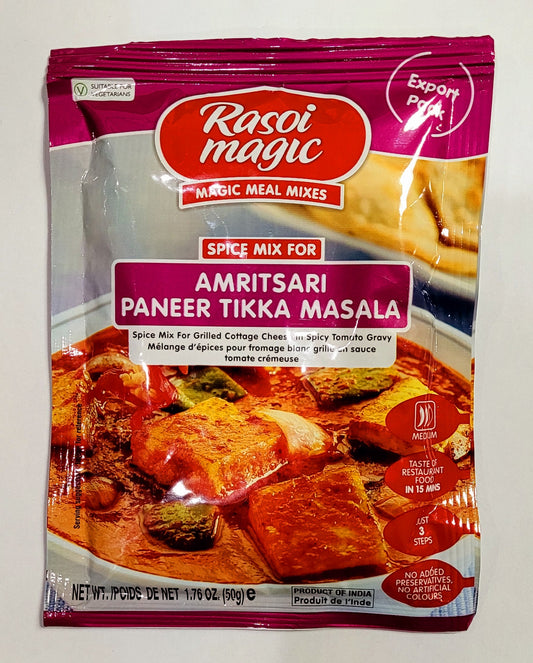 SUITABLE FOR
VEGETARIANS
Export
Pack
Rasoi
magic
MAGIC MEAL MIXES
SPICE MIX FOR
AMRITSARI
PANEER TIKKA MASALA
Spice Mix For Grilled Cottage Cheese in Spicy Tomato Gravy
Mélange d'épices pour fromage blanc grillé en sauce
tomate crémeuse
MEDIUM
TASTE OF
RESTAURANT
FOOD
IN 15 MINS
JUST
3
STEPS
NO ADDED
PRESERVATIVES,
NO ARTIFICIAL
COLOURS
Serving
NET WT./POIDS DE NET 1.76 OZ. (50g) e
PRODUCT OF INDIA
Produit de l'Inde